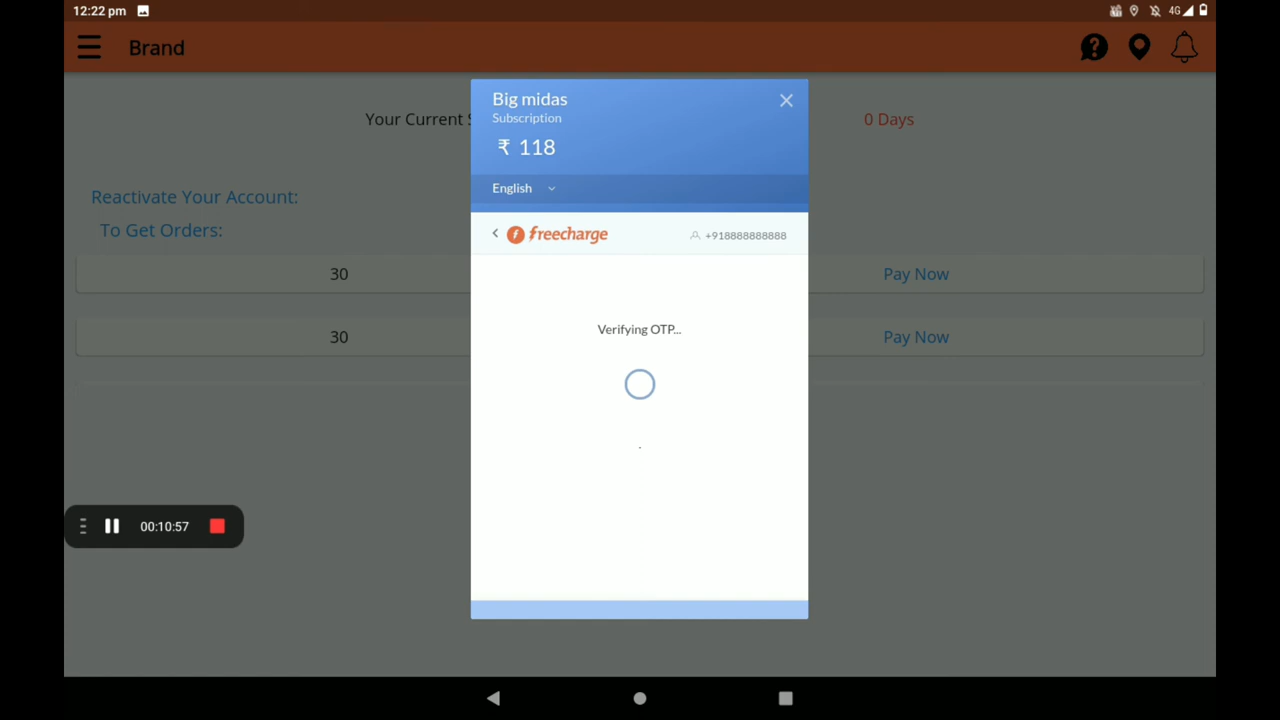 12:22 pm
4G
Brand
Big midas
Subscription
₹ 118
Your Current
0 Days
English
Reactivate Your Account:
To Get Orders:
freecharge
+918888888888
30
Pay Now
Verifying OTP...
30
Pay Now
00:10:57